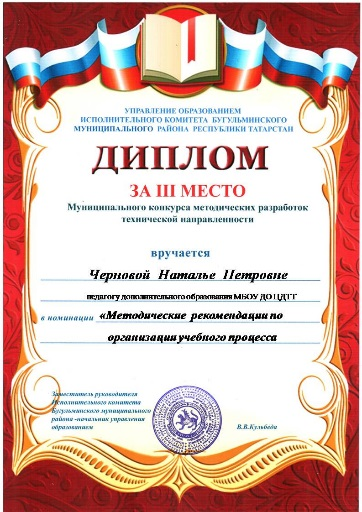 УПРАВЛЕНИЕ ОБРАЗОВАНИЕМ
ИСПОЛНИТЕЛЬНОГО КОМИТЕТА БУГУЛЬМИНСКОГО
МУНИЦИПАЛЬНОГО РАЙОНА РЕСПУБЛИКИ ТАТАРСТАН
ДИПЛОМ
ЗА III МЕСТО
Муниципального конкурса методических разработок
технической направленности
вручается
Черновой Наталье Петровне
педагогу дополнительного образования МБОУ ДО ЦДТТ
в номинации «Методические рекомендации по
организации учебного процесса
Заместитель руководителя
Исполнительного комитета
Бугульминского муниципального
района -начальник управления
образованием В.В.Кульбеда